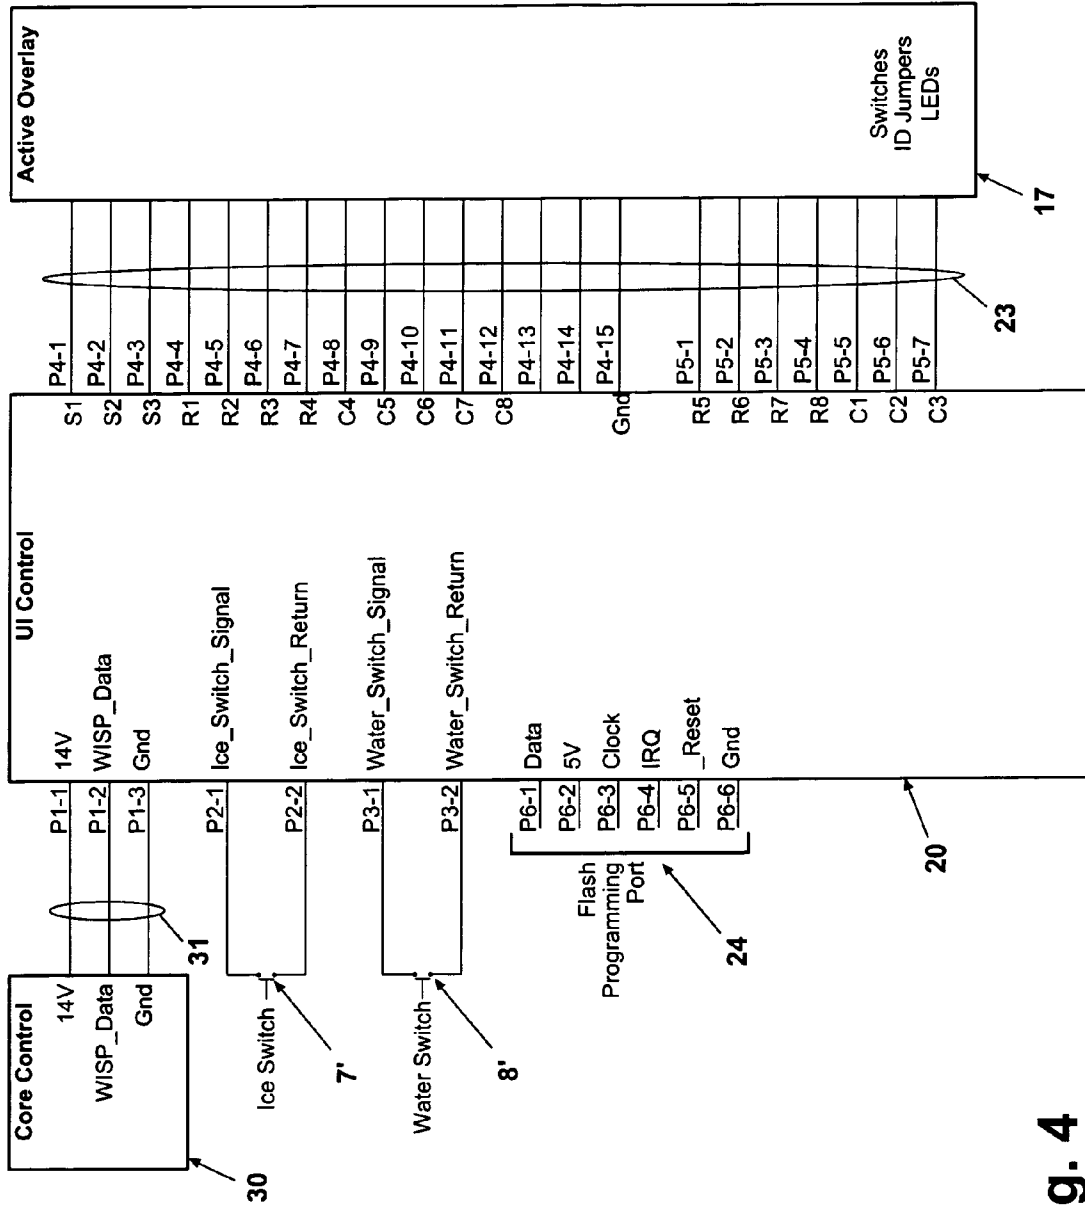 Core Control
14V
WISP_Data
Gnd
30
31
P1-1
P1-2
P1-3
P2-1
P2-2
P3-1
P3-2
Ice Switch
7'
Water Switch
8'
Flash
Programming
Port
24
P6-1
P6-2
P6-3
P6-4
P6-5
P6-6
UI Control
14V
WISP_Data
Gnd
Ice_Switch_Signal
Ice_Switch_Return
Water_Switch_Signal
Water_Switch_Return
Data
5V
Clock
IRQ
_Reset
Gnd
20
S1
S2
S3
R1
R2
R3
R4
C4
C5
C6
C7
C8
Gnd
R5
R6
R7
R8
C1
C2
C3
P4-1
P4-2
P4-3
P4-4
P4-5
P4-6
P4-7
P4-8
P4-9
P4-10
P4-11
P4-12
P4-13
P4-14
P4-15
P5-1
P5-2
P5-3
P5-4
P5-5
P5-6
P5-7
23
Active Overlay
Switches
ID Jumpers
LEDs
17
g. 4